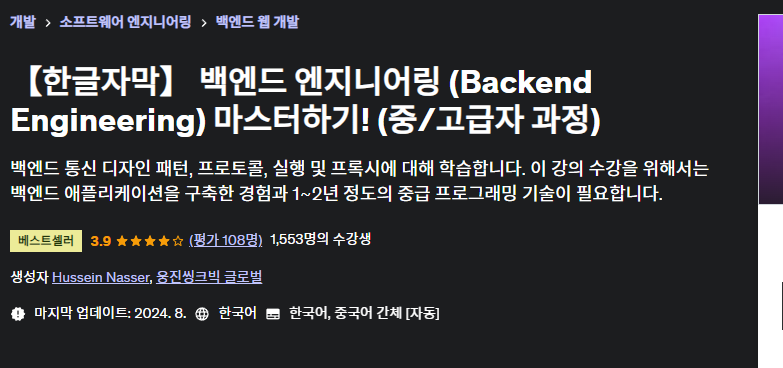 개발 > 소프트웨어 엔지니어링 > 백엔드 웹 개발
【한글자막】 백엔드 엔지니어링 (Backend
Engineering) 마스터하기! (중/고급자 과정)
백엔드 통신 디자인 패턴, 프로토콜, 실행 및 프록시에 대해 학습합니다. 이 강의 수강을 위해서는
백엔드 애플리케이션을 구축한 경험과 1~2년 정도의 중급 프로그래밍 기술이 필요합니다.
베스트셀러 3.9 ★★★★☆ (평가 108명) 1,553명의 수강생
생성자 Hussein Nasser, 웅진씽크빅 글로벌
마지막 업데이트: 2024. 8. 한국어 한국어, 중국어 간체 [자동]